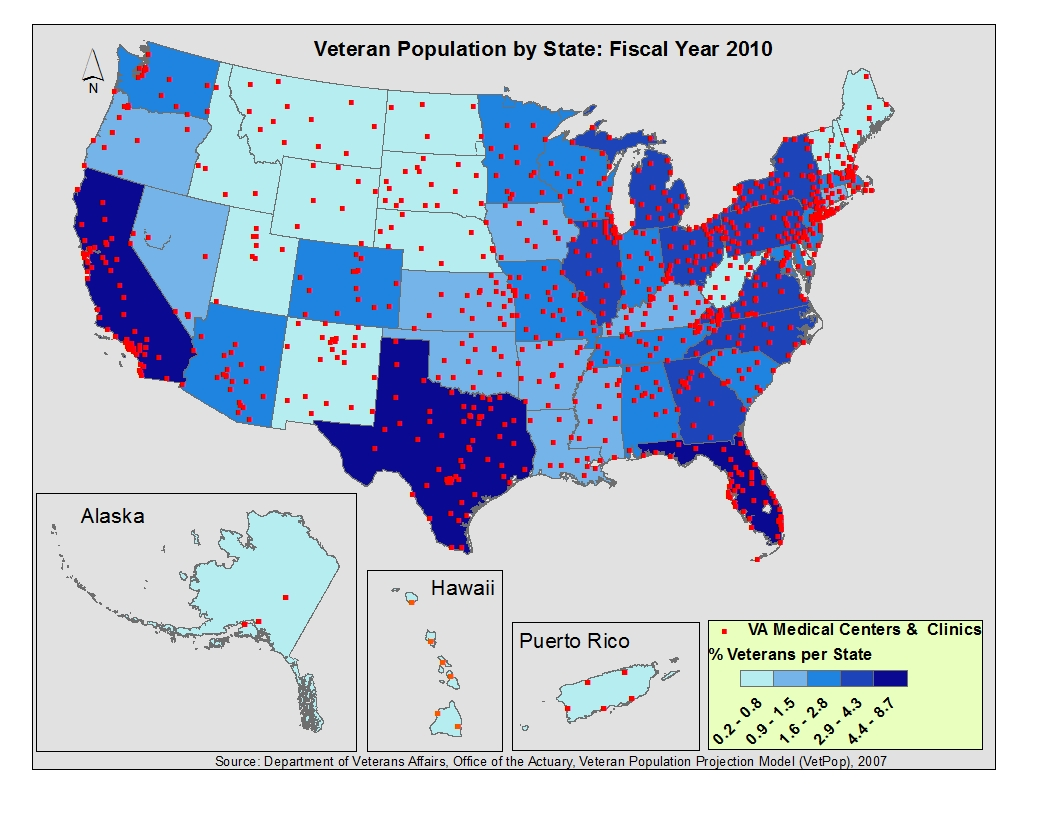 Veteran Population by State: Fiscal Year 2010
N
Alaska
Hawaii
Puerto Rico
VA Medical Centers & Clinics
% Veterans per State
0.2 - 0.8
0.9 - 1.5
1.6 - 2.8
2.9 - 4.3
4.4 - 8.7
Source: Department of Veterans Affairs, Office of the Actuary, Veteran Population Projection Model (VetPop), 2007